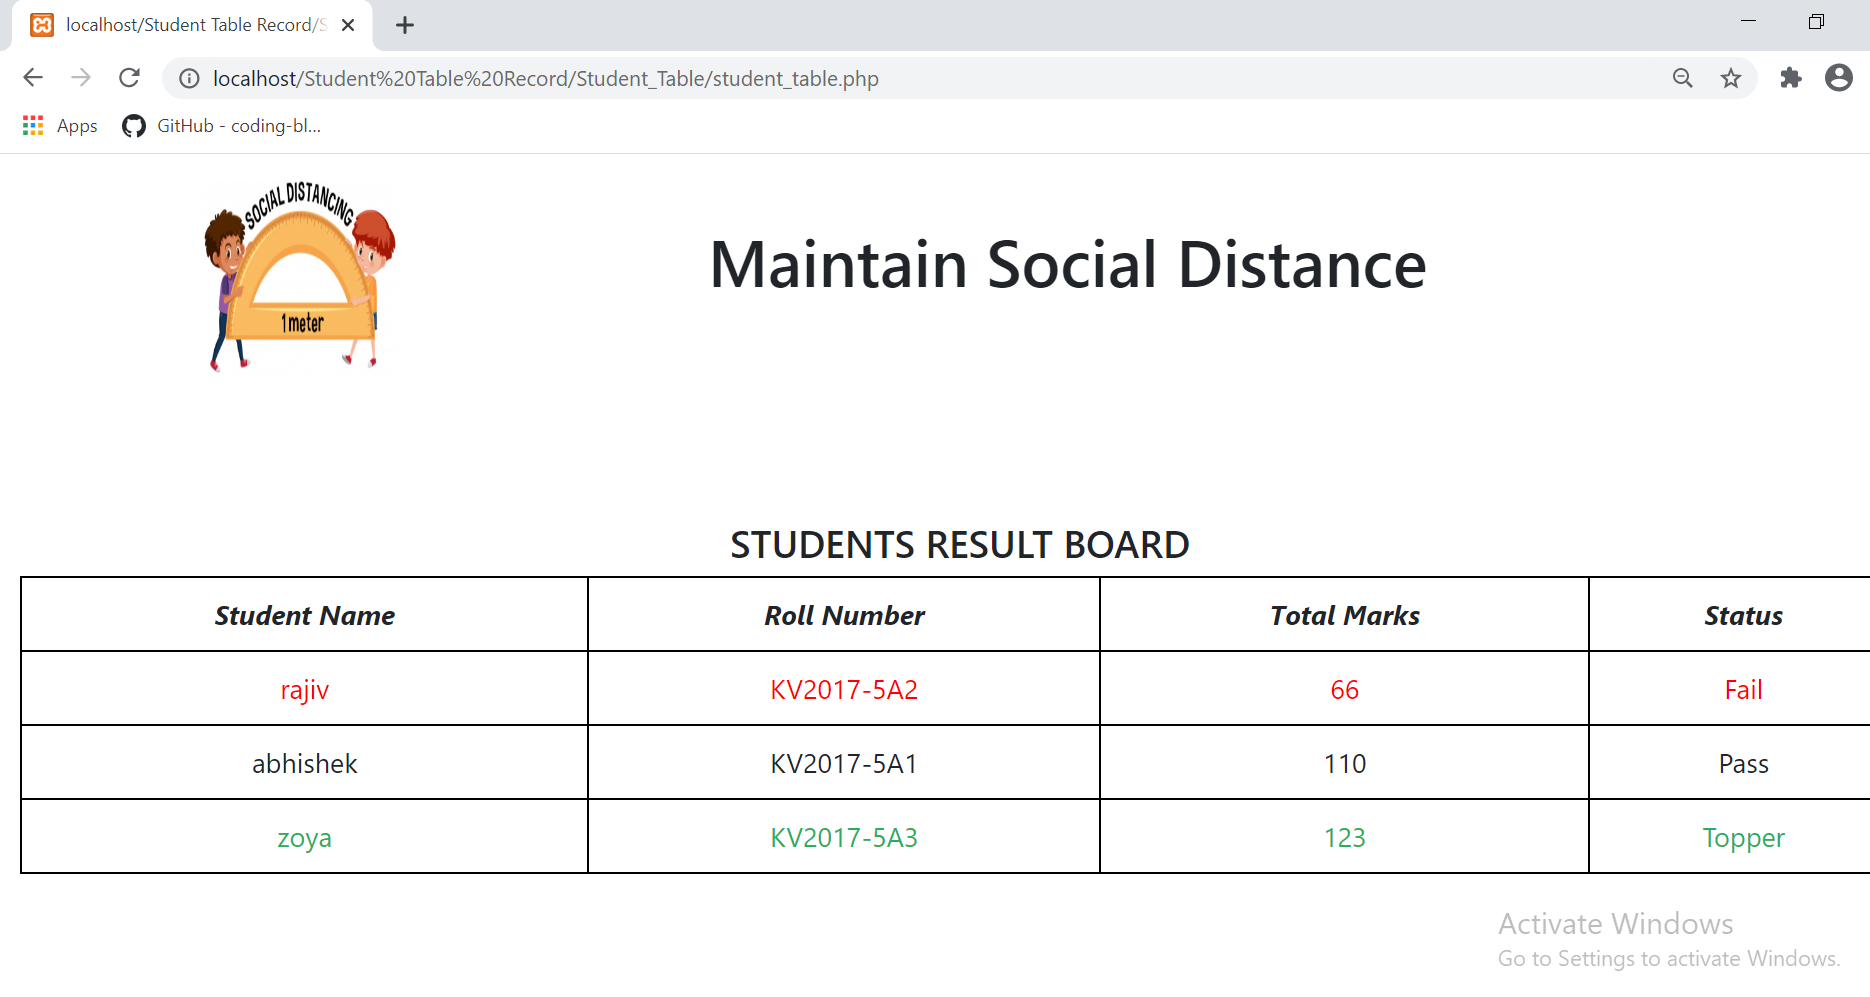 localhost/Student Table Record/S
localhost/Student%20Table%20Record/Student_Table/student_table.php
Apps GitHub - coding-bl...
SOCIAL DISTANCING
1 meter
Maintain Social Distance
STUDENTS RESULT BOARD
Student Name Roll Number Total Marks Status
rajiv KV2017-5A2 66 Fail
abhishek KV2017-5A1 110 Pass
zoya KV2017-5A3 123 Topper
Activate Windows
Go to Settings to activate Windows.